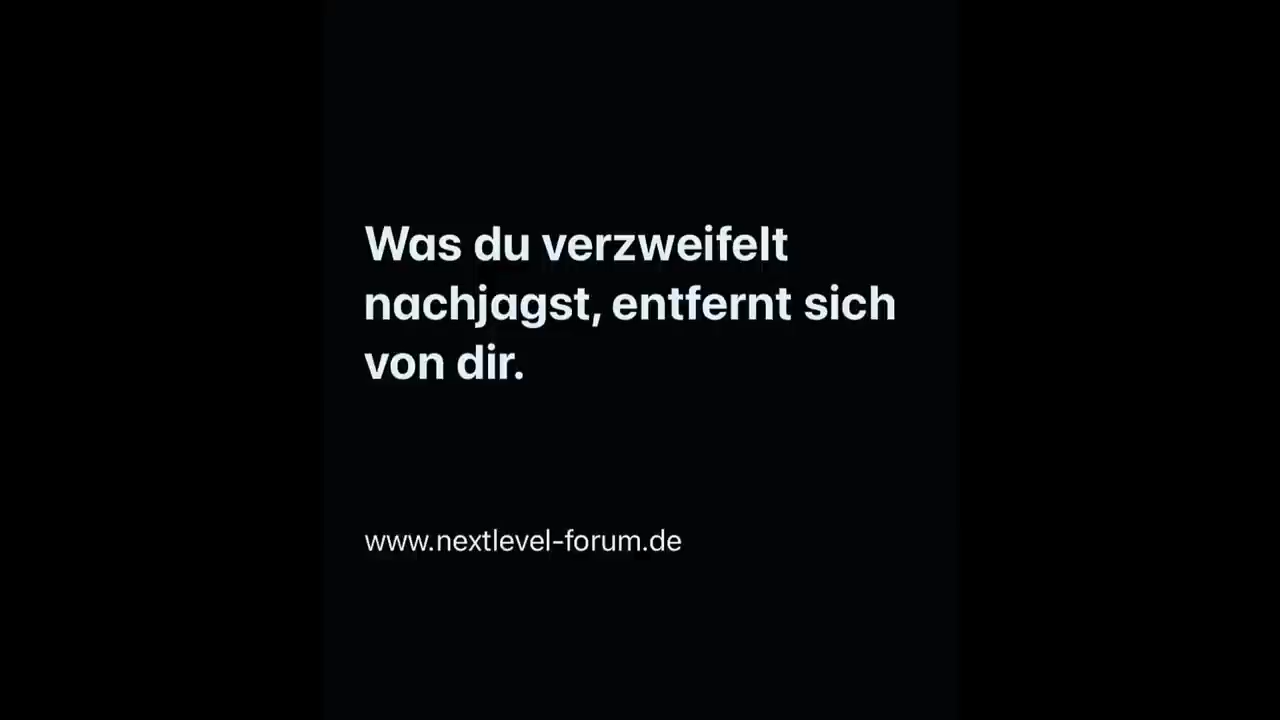 Was du verzweifelt
nachjagst, entfernt sich
von dir.
www.nextlevel-forum.de